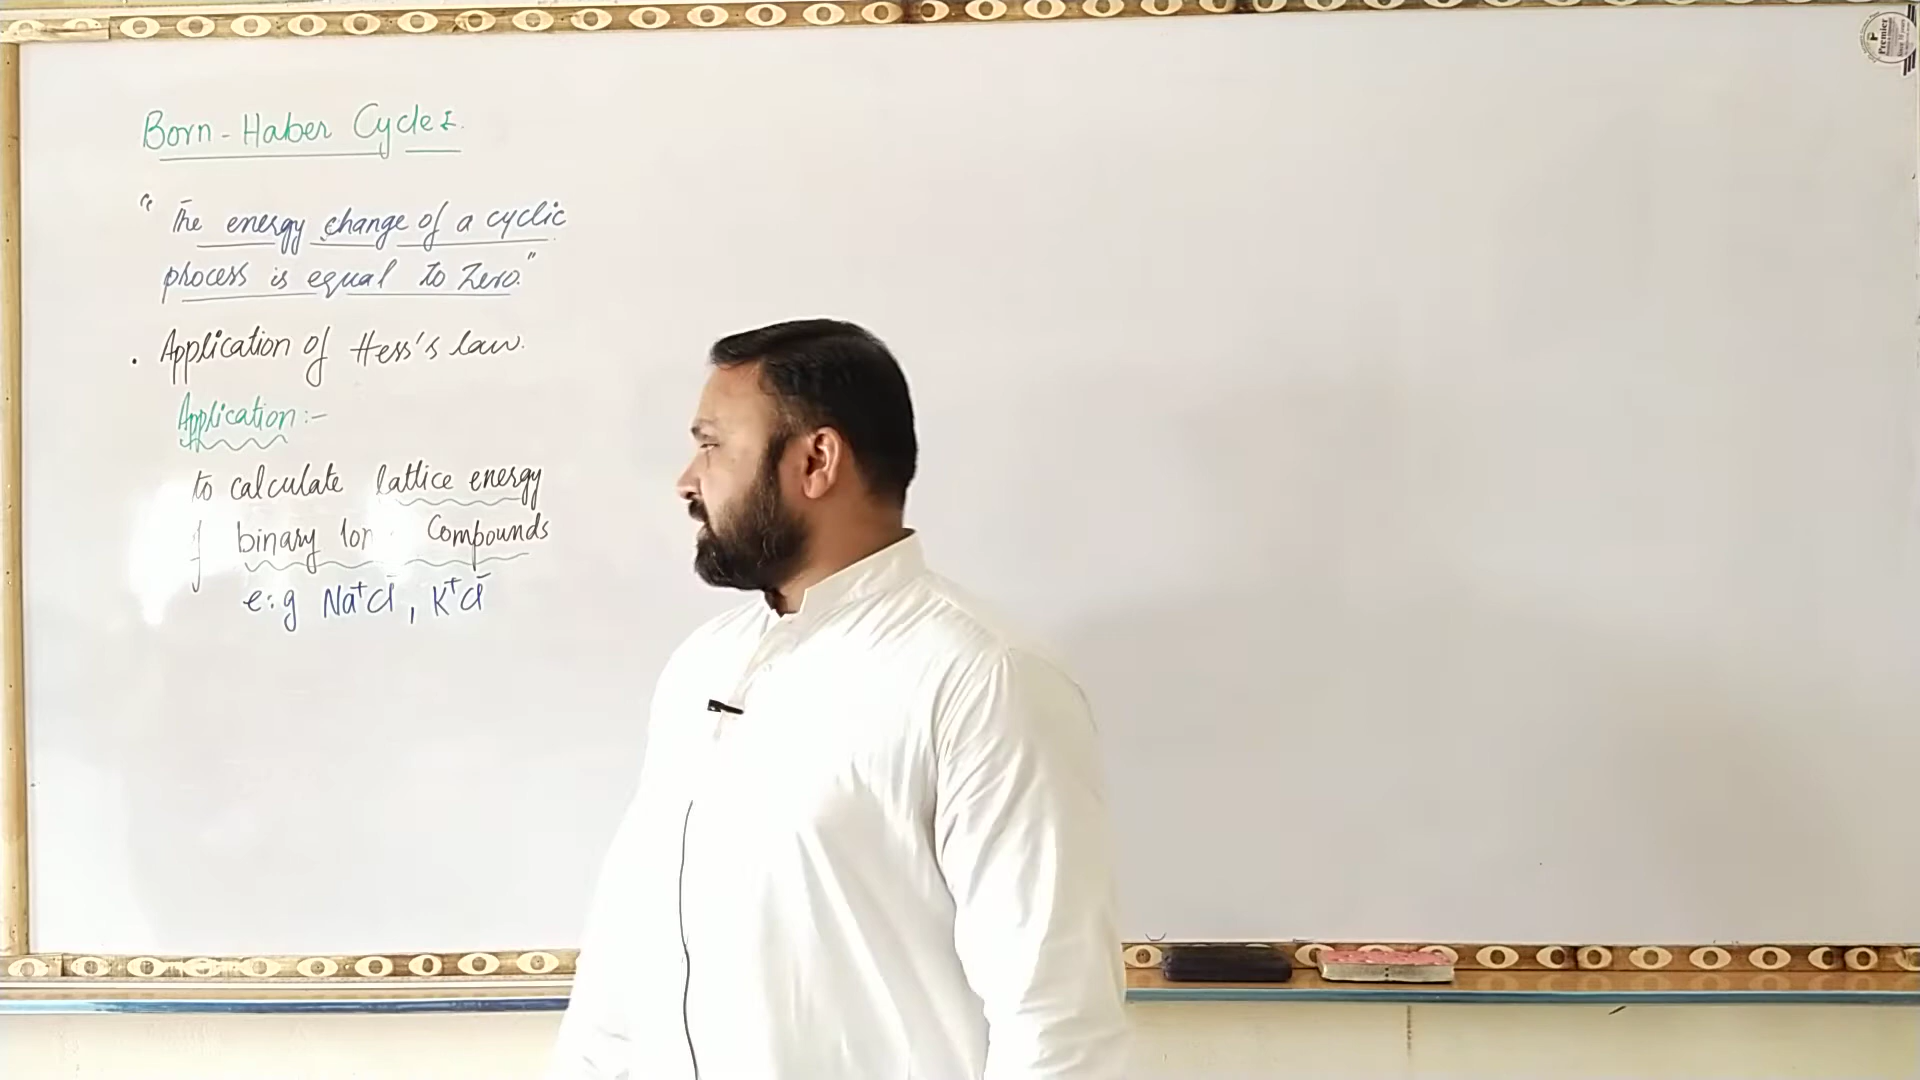 Born-Haber Cycle:
"The energy change of a cyclic
process is equal to Zero."
. Application of Hess's law.
Application:-
to calculate lattice energy
of binary Ion Compounds
e.g Na⁺Cl⁻, K⁺Cl⁻
Premier